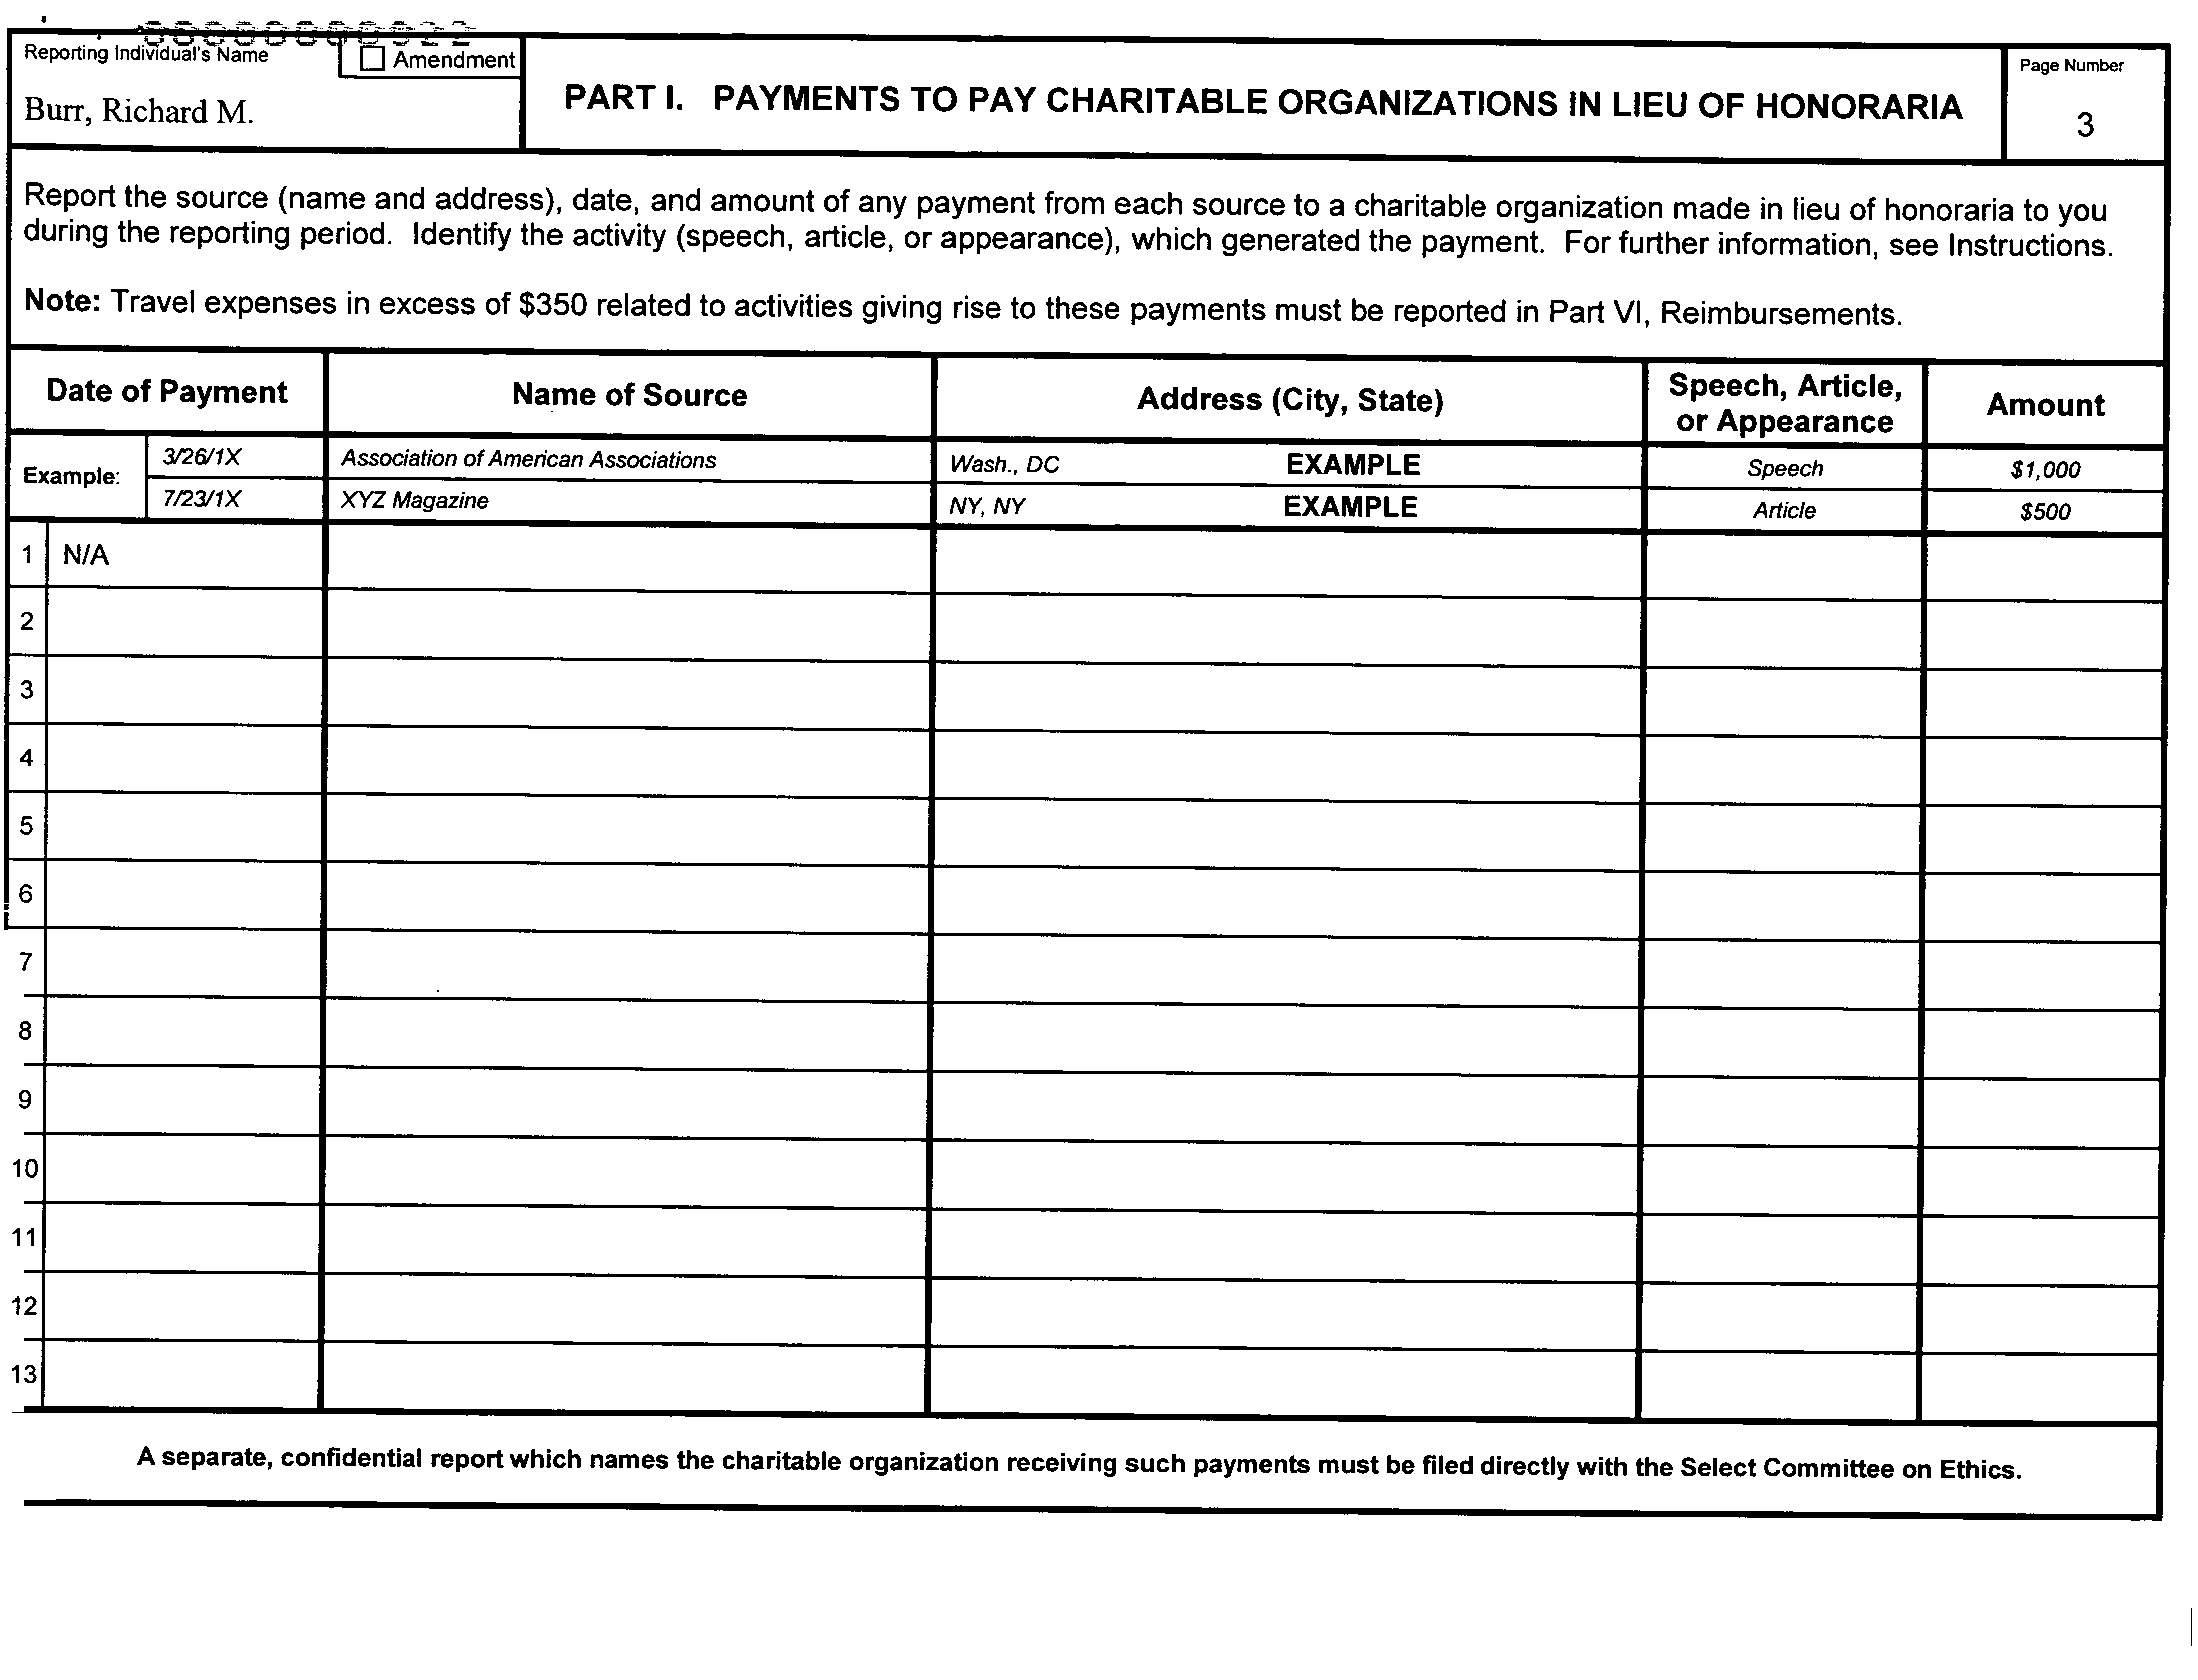 Reporting Individual's Name
☐ Amendment
Burr, Richard M.
PART I. PAYMENTS TO PAY CHARITABLE ORGANIZATIONS IN LIEU OF HONORARIA
Page Number
3
Report the source (name and address), date, and amount of any payment from each source to a charitable organization made in lieu of honoraria to you
during the reporting period. Identify the activity (speech, article, or appearance), which generated the payment. For further information, see Instructions.
Note: Travel expenses in excess of $350 related to activities giving rise to these payments must be reported in Part VI, Reimbursements.
Date of Payment Name of Source Address (City, State) Speech, Article, or Appearance Amount
Example: 3/26/1X Association of American Associations Wash., DC EXAMPLE Speech $1,000
7/23/1X XYZ Magazine NY, NY EXAMPLE Article $500
1 N/A
2
3
4
5
6
7
8
9
10
11
12
13
A separate, confidential report which names the charitable organization receiving such payments must be filed directly with the Select Committee on Ethics.